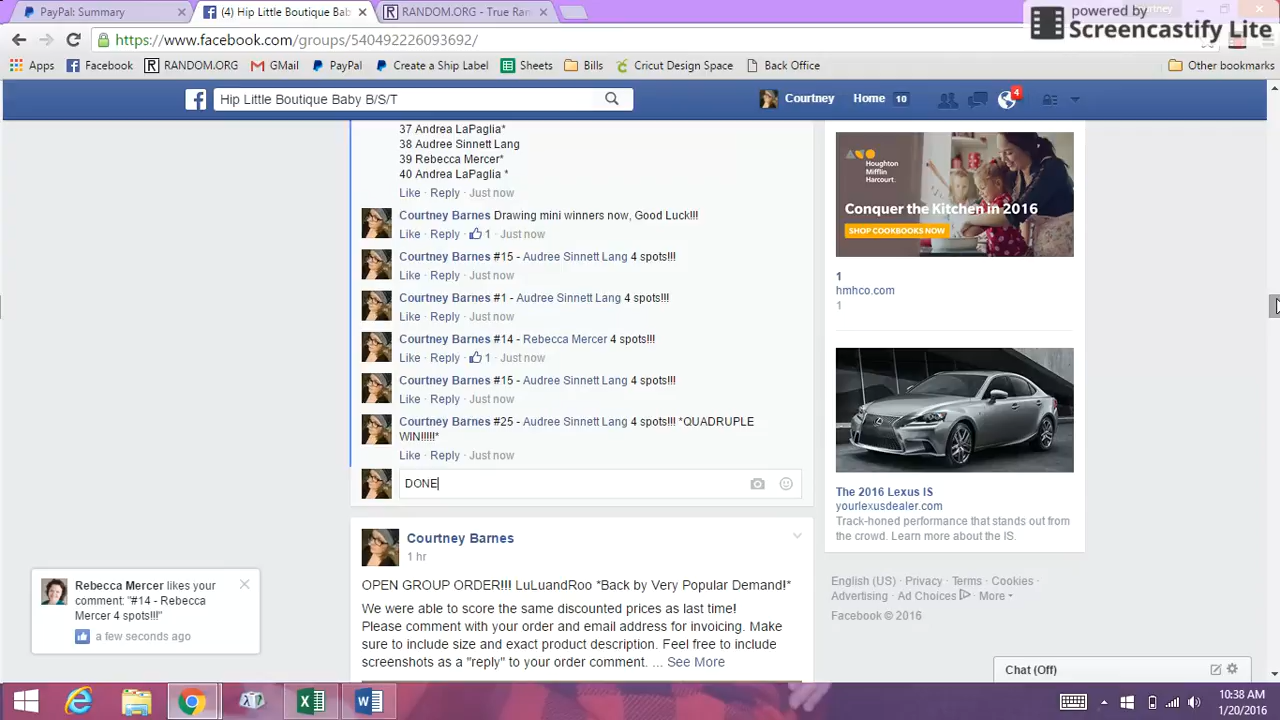 powered by
Screencastify Lite
PayPal: Summary
(4) Hip Little Boutique Bab
RANDOM.ORG - True Ran
https://www.facebook.com/groups/540492226093692/
Apps
Facebook
RANDOM.ORG
GMail
PayPal
Create a Ship Label
Sheets
Bills
Cricut Design Space
Back Office
Other bookmarks
Hip Little Boutique Baby B/S/T
Courtney
Home 10
4
37 Andrea LaPaglia*
38 Audree Sinnett Lang
39 Rebecca Mercer*
40 Andrea LaPaglia *
Like · Reply · Just now
Courtney Barnes Drawing mini winners now, Good Luck!!!
Like · Reply · 1 · Just now
Courtney Barnes #15 - Audree Sinnett Lang 4 spots!!!
Like · Reply · Just now
Courtney Barnes #1 - Audree Sinnett Lang 4 spots!!!
Like · Reply · Just now
Courtney Barnes #14 - Rebecca Mercer 4 spots!!!
Like · Reply · 1 · Just now
Courtney Barnes #15 - Audree Sinnett Lang 4 spots!!!
Like · Reply · Just now
Courtney Barnes #25 - Audree Sinnett Lang 4 spots!!! *QUADRUPLE
WIN!!!!!*
Like · Reply · Just now
DONE
Courtney Barnes
1 hr
OPEN GROUP ORDER!!! LuLuandRoo *Back by Very Popular Demand!*
We were able to score the same discounted prices as last time!
Please comment with your order and email address for invoicing. Make
sure to include size and exact product description. Feel free to include
screenshots as a "reply" to your order comment. ... See More
Houghton
Mifflin
Harcourt.
Conquer the Kitchen in 2016
SHOP COOKBOOKS NOW
1
hmhco.com
1
The 2016 Lexus IS
yourlexusdealer.com
Track-honed performance that stands out from
the crowd. Learn more about the IS.
English (US) · Privacy · Terms · Cookies ·
Advertising · Ad Choices · More
Facebook © 2016
Rebecca Mercer likes your
comment: "#14 - Rebecca
Mercer 4 spots!!!"
a few seconds ago
Chat (Off)
10:38 AM
1/20/2016